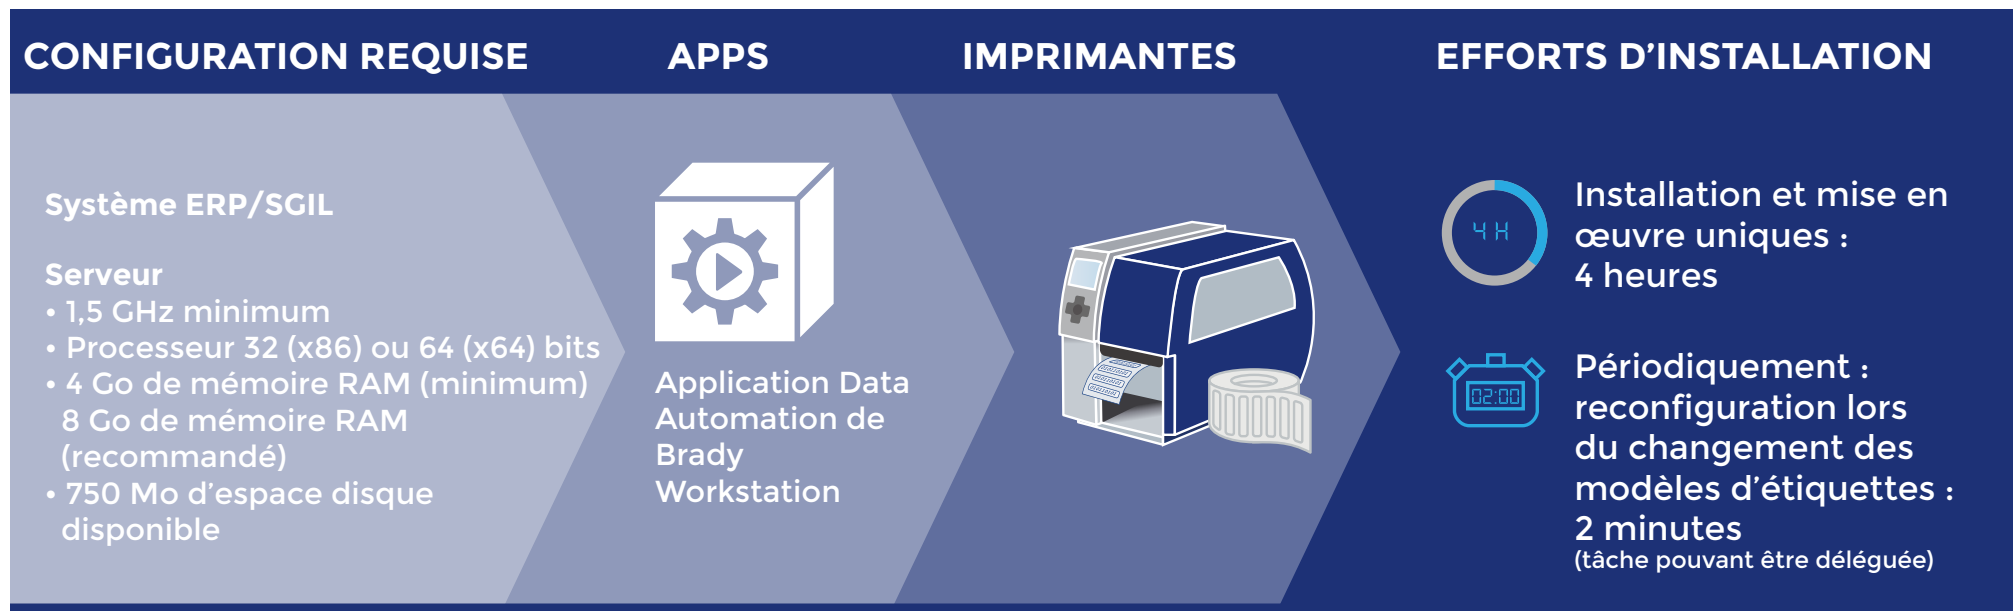 CONFIGURATION REQUISE
APPS
IMPRIMANTES
EFFORTS D’INSTALLATION
Système ERP/SGIL
Serveur
• 1,5 GHz minimum
• Processeur 32 (x86) ou 64 (x64) bits
• 4 Go de mémoire RAM (minimum)
8 Go de mémoire RAM
(recommandé)
• 750 Mo d’espace disque
disponible
Application Data
Automation de
Brady
Workstation
4 H
Installation et mise en
œuvre uniques :
4 heures
02:00
Périodiquement :
reconfiguration lors
du changement des
modèles d’étiquettes :
2 minutes
(tâche pouvant être déléguée)